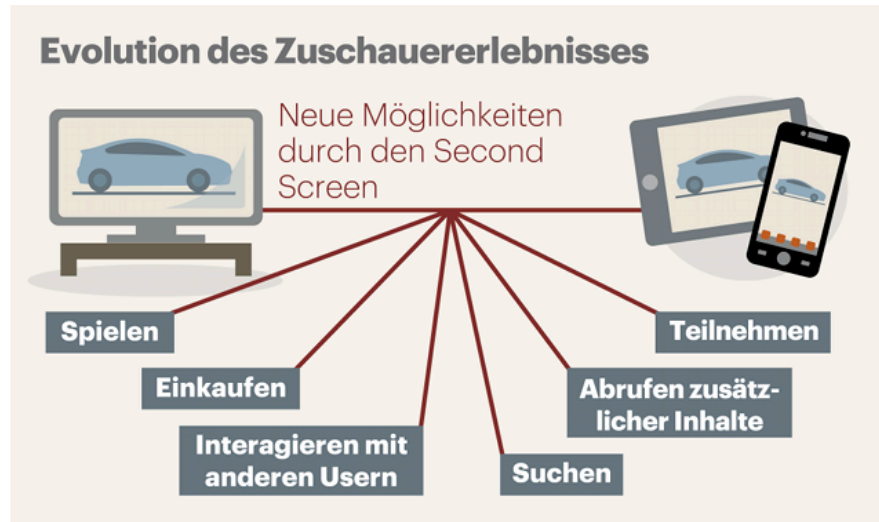 Evolution des Zuschauererlebnisses
Neue Möglichkeiten
durch den Second
Screen
Spielen
Einkaufen
Interagieren mit
anderen Usern
Suchen
Abrufen zusätz-
licher Inhalte
Teilnehmen